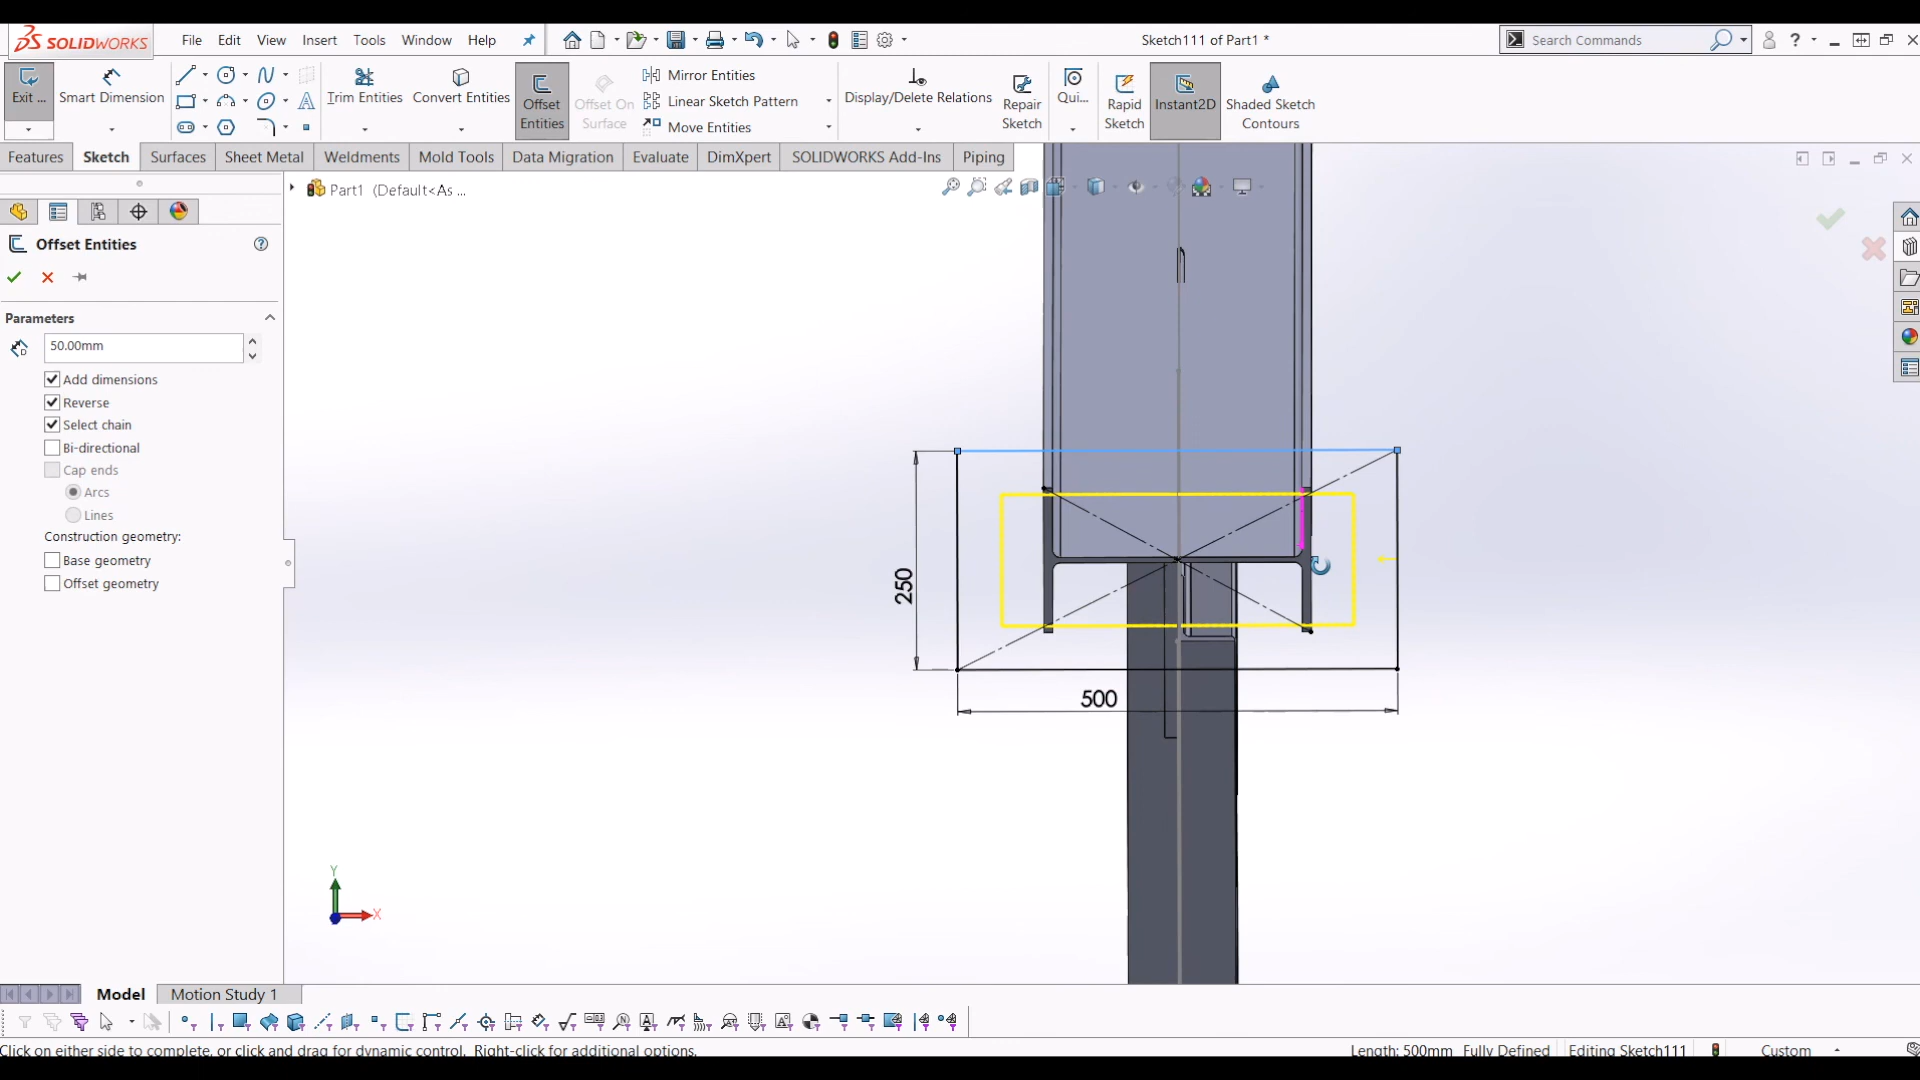 SOLIDWORKS
File Edit View Insert Tools Window Help
Sketch111 of Part1 *
Search Commands
Exit ...
Smart Dimension
Trim Entities
Convert Entities
Offset Entities
Offset On Surface
Mirror Entities
Linear Sketch Pattern
Move Entities
Display/Delete Relations
Repair Sketch
Qui...
Rapid Sketch
Instant2D
Shaded Sketch Contours
Features Sketch Surfaces Sheet Metal Weldments Mold Tools Data Migration Evaluate DimXpert SOLIDWORKS Add-Ins Piping
Part1 (Default<As ...
Offset Entities
Parameters
50.00mm
Add dimensions
Reverse
Select chain
Bi-directional
Cap ends
Arcs
Lines
Construction geometry:
Base geometry
Offset geometry
250
500
Y
X
Model Motion Study 1
Click on either side to complete, or click and drag for dynamic control. Right-click for additional options.
Length: 500mm Fully Defined Editing Sketch111 Custom